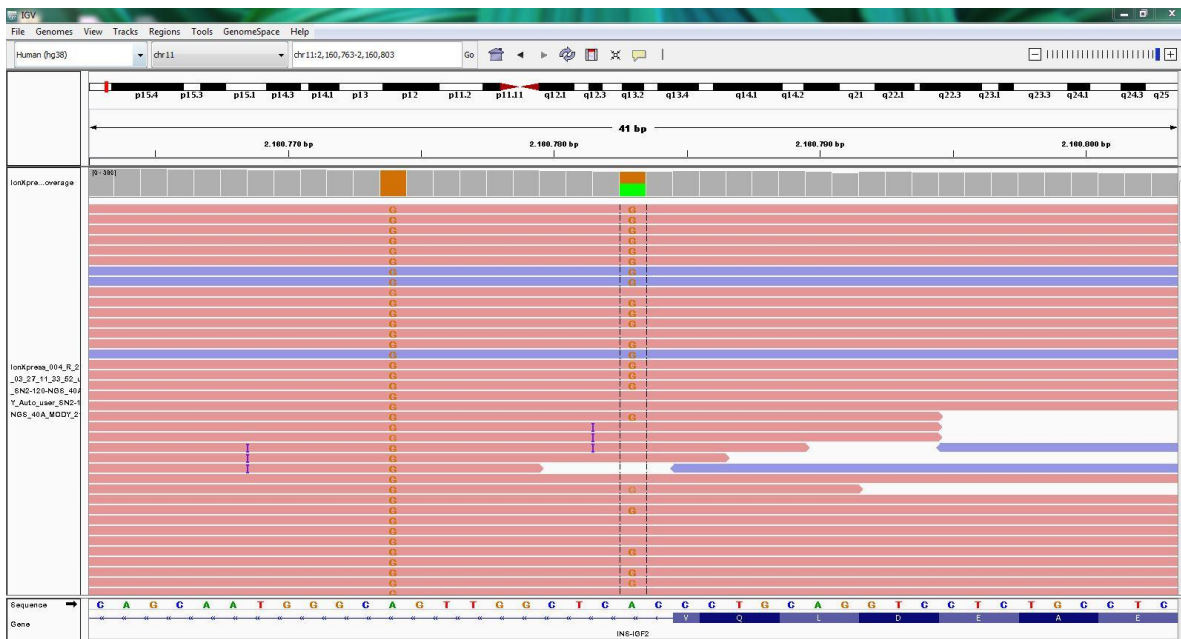 IGV
File Genomes View Tracks Regions Tools GenomeSpace Help
Human (hg38) chr11 chr11:2,160,763-2,160,803 Go
p15.4 p15.3 p15.1 p14.3 p14.1 p13 p12 p11.2 p11.11 q12.1 q12.3 q13.2 q13.4 q14.1 q14.2 q21 q22.1 q22.3 q23.1 q23.3 q24.1 q24.3 q25
41 bp
2.160.770 bp 2.160.780 bp 2.160.790 bp 2.160.800 bp
IonXpre...overage [0 - 300]
G G
G G
G G
G G
G G
G G
G G
G G
G
G G
G G
G G
G
G G
G G
G G
G G
G G
G
G
G G
G
G
G
G
G
G
G G
G
G G
G
G
G
G G
G
G G
G G
IonXpress_004_R_2
_03_27_11_33_52_u
_SN2-120-NGS_40A
Y_Auto_user_SN2-1
NGS_40A_MODY_2
Sequence C A G C A A T G G G C A G T T G G C T C A C C C T G C A G G T C C T C T G C C T C
Gene V Q L D E A E
INS-IGF2